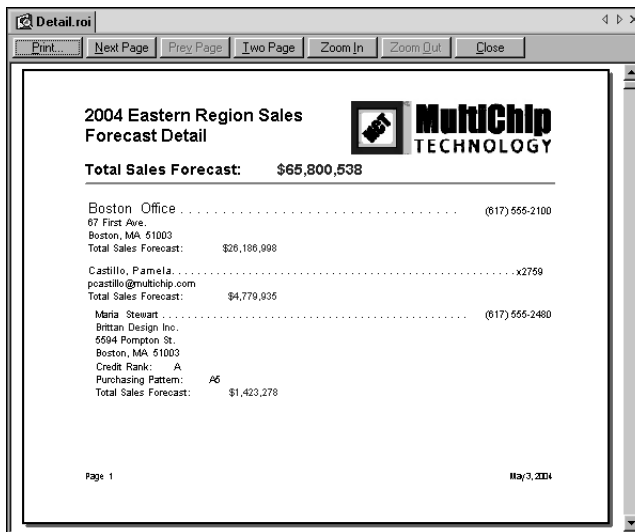 Detail.roi
Print... Next Page Prev Page Two Page Zoom In Zoom Out Close
2004 Eastern Region Sales
Forecast Detail
MultiChip
TECHNOLOGY
Total Sales Forecast: $65,800,538
Boston Office . . . . . . . . . . . . . . . . . . . . . . . . . . . . . . . . . . . . (617) 555-2100
67 First Ave.
Boston, MA 51003
Total Sales Forecast: $26,186,998
Castillo, Pamela. . . . . . . . . . . . . . . . . . . . . . . . . . . . . . . . . . . . . . . . . . . . . . . . . . . x2759
pcastillo@multichip.com
Total Sales Forecast: $4,779,935
Maria Stewart . . . . . . . . . . . . . . . . . . . . . . . . . . . . . . . . . . . . . . . . . . . . . (617) 555-2480
Brittan Design Inc.
5594 Pompton St.
Boston, MA 51003
Credit Rank: A
Purchasing Pattern: A5
Total Sales Forecast: $1,423,278
Page 1 May 3, 2004